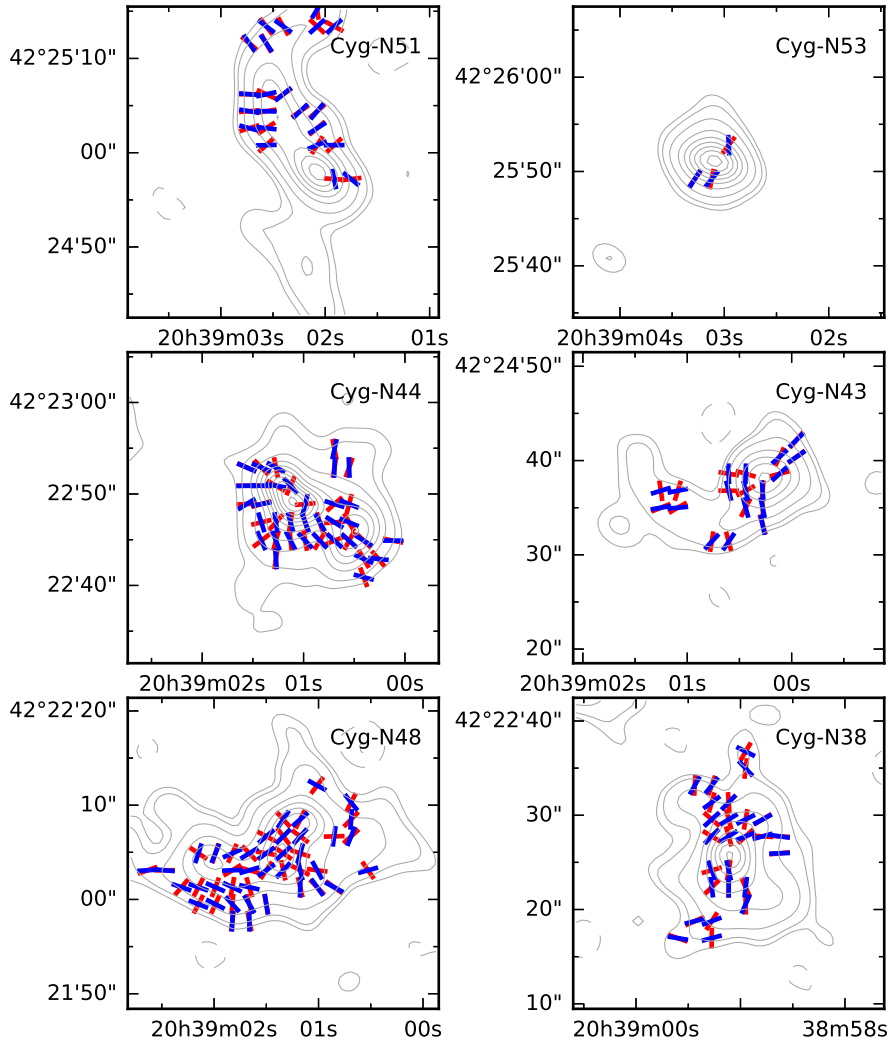 Cyg-N51
42°25'10"
00"
24'50"
20h39m03s 02s 01s
Cyg-N53
42°26'00"
25'50"
25'40"
20h39m04s 03s 02s
Cyg-N44
42°23'00"
22'50"
22'40"
20h39m02s 01s 00s
Cyg-N43
42°24'50"
40"
30"
20"
20h39m02s 01s 00s
Cyg-N48
42°22'20"
10"
00"
21'50"
20h39m02s 01s 00s
Cyg-N38
42°22'40"
30"
20"
10"
20h39m00s 38m58s